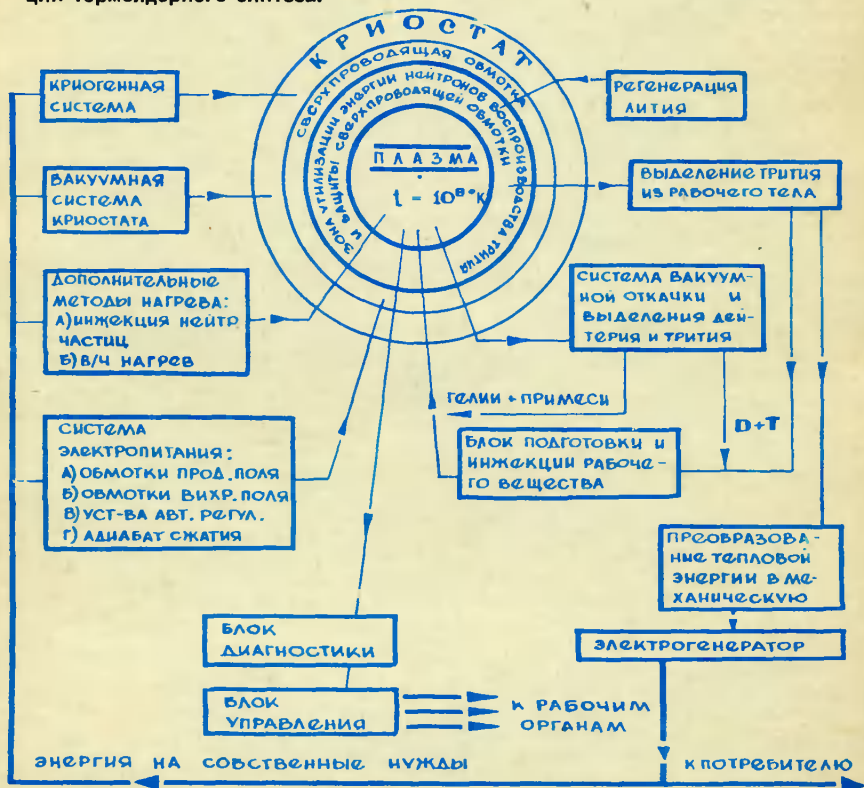 ции термоядерного синтеза.
КРИОСТАТ
СВЕРХПРОВОДЯЩАЯ ОБМОТКА
ЗОНА УТИЛИЗАЦИИ ЭНЕРГИИ НЕЙТРОНОВ ВОСПРОИЗВОДСТВА ТРИТИЯ
И ЗАЩИТЫ СВЕРХПРОВОДЯЩЕЙ ОБМОТКИ
ПЛАЗМА
t – 10⁸°К
КРИОГЕННАЯ
СИСТЕМА
РЕГЕНЕРАЦИЯ
ЛИТИЯ
ВАКУУМНАЯ
СИСТЕМА
КРИОСТАТА
ВЫДЕЛЕНИЕ ТРИТИЯ
ИЗ РАБОЧЕГО ТЕЛА
ДОПОЛНИТЕЛЬНЫЕ
МЕТОДЫ НАГРЕВА:
А) ИНЖЕКЦИЯ НЕЙТР.
ЧАСТИЦ
Б) В/Ч НАГРЕВ
СИСТЕМА ВАКУУМ-
НОЙ ОТКАЧКИ И
ВЫДЕЛЕНИЯ ДЕЙ-
ТЕРИЯ И ТРИТИЯ
ГЕЛИИ + ПРИМЕСИ
D+T
СИСТЕМА
ЭЛЕКТРОПИТАНИЯ:
А) ОБМОТКИ ПРОД. ПОЛЯ
Б) ОБМОТКИ ВИХР. ПОЛЯ
В) УСТ-ВА АВТ. РЕГУЛ.
Г) АДИАБАТ СЖАТИЯ
БЛОК ПОДГОТОВКИ И
ИНЖЕКЦИИ РАБОЧЕ-
ГО ВЕЩЕСТВА
ПРЕОБРАЗОВА-
НИЕ ТЕПЛОВОЙ
ЭНЕРГИИ В МЕ-
ХАНИЧЕСКУЮ
БЛОК
ДИАГНОСТИКИ
ЭЛЕКТРОГЕНЕРАТОР
БЛОК
УПРАВЛЕНИЯ
К РАБОЧИМ
ОРГАНАМ
ЭНЕРГИЯ НА СОБСТВЕННЫЕ НУЖДЫ
К ПОТРЕБИТЕЛЮ